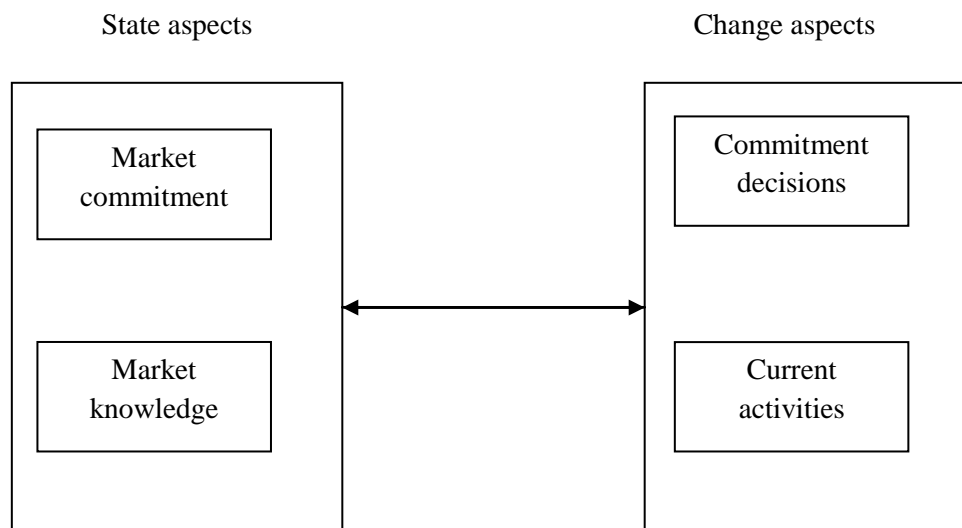 State aspects
Change aspects
Market
commitment
Commitment
decisions
Market
knowledge
Current
activities